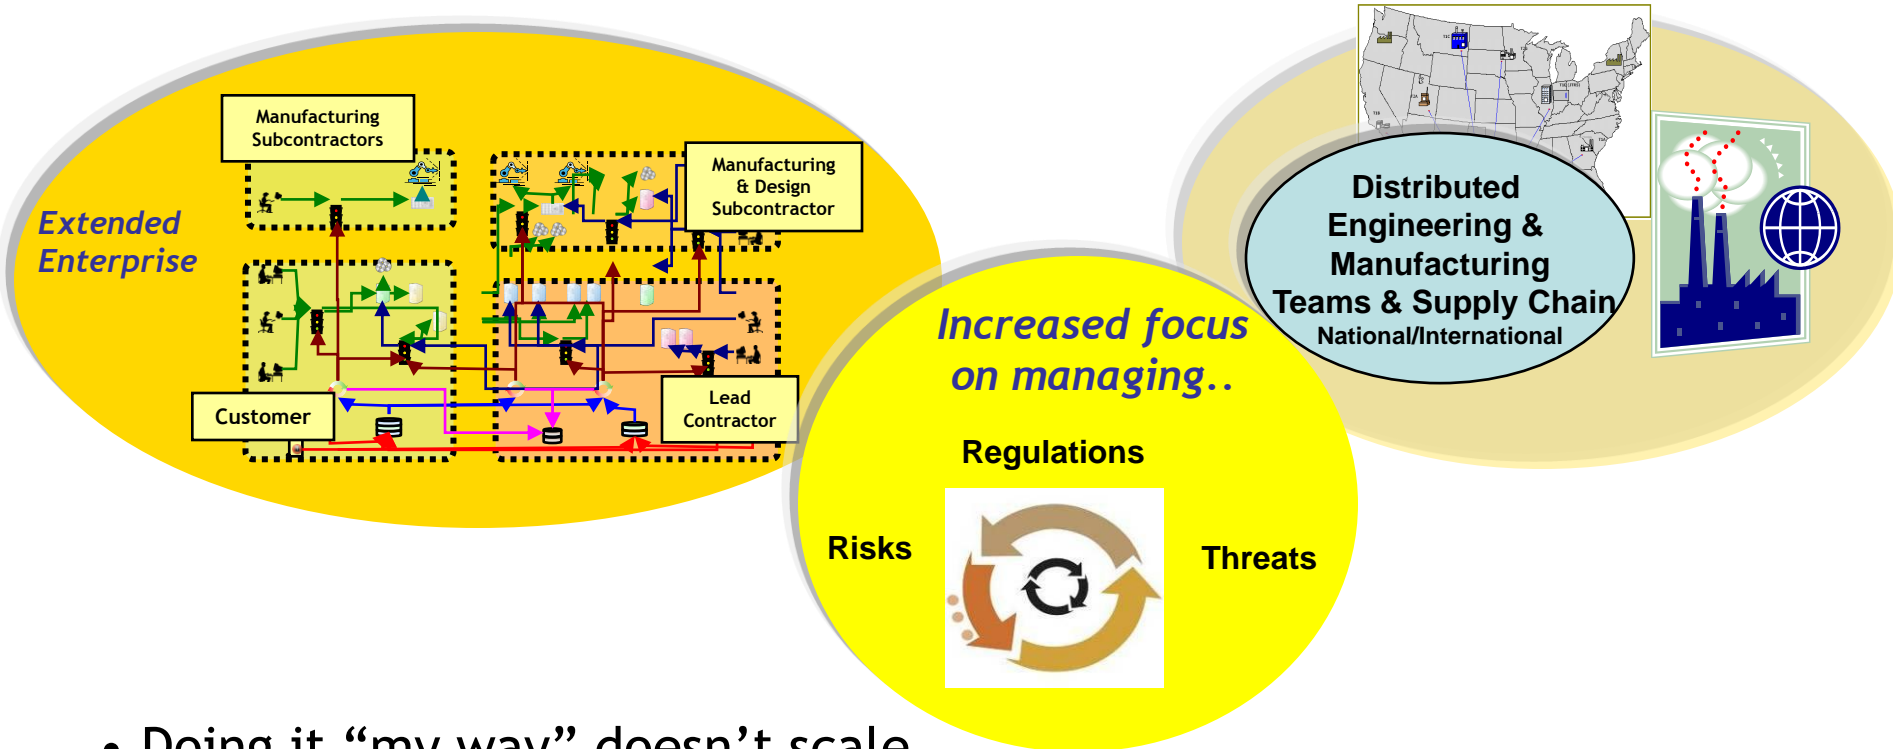 Manufacturing
Subcontractors
Manufacturing
& Design
Subcontractor
Extended
Enterprise
Customer
Lead
Contractor
Increased focus
on managing..
Regulations
Risks
Threats
Distributed
Engineering &
Manufacturing
Teams & Supply Chain
National/International
• Doing it “my way” doesn’t scale